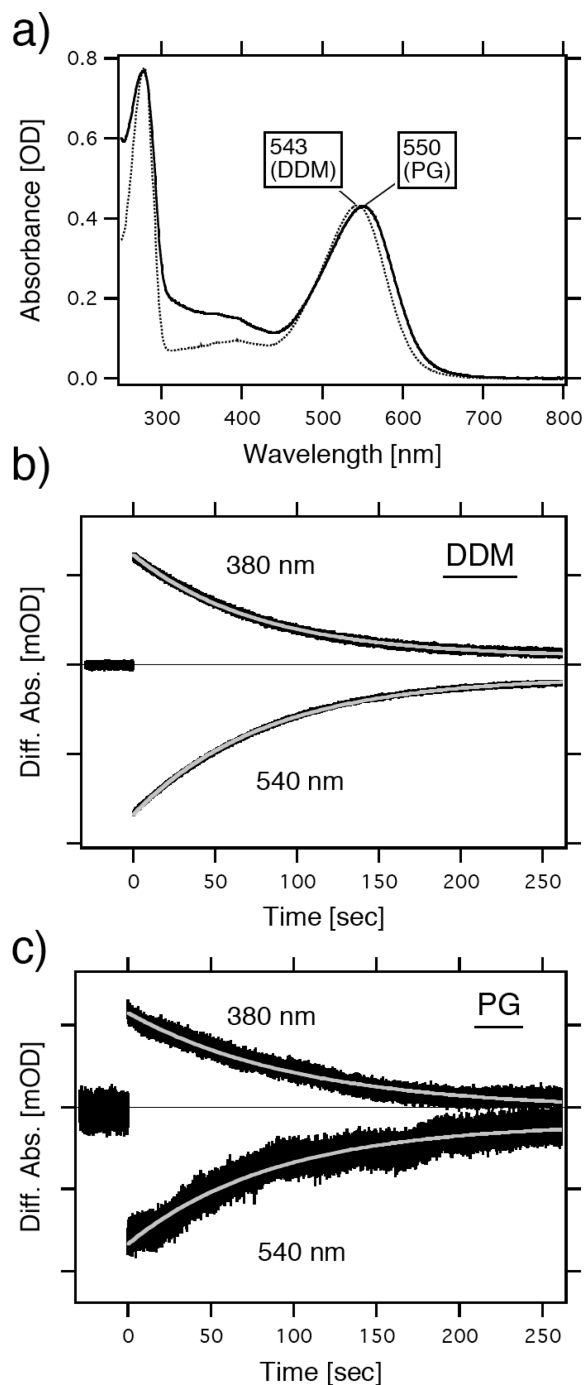 a)
0.8
0.6
0.4
0.2
0.0
Absorbance [OD]
543
(DDM)
550
(PG)
300 400 500 600 700 800
Wavelength [nm]
b)
Diff. Abs. [mOD]
380 nm
DDM
540 nm
0 50 100 150 200 250
Time [sec]
c)
Diff. Abs. [mOD]
380 nm
PG
540 nm
0 50 100 150 200 250
Time [sec]